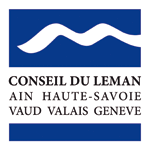 CONSEIL DU LEMAN
AIN HAUTE-SAVOIE
VAUD VALAIS GENEVE